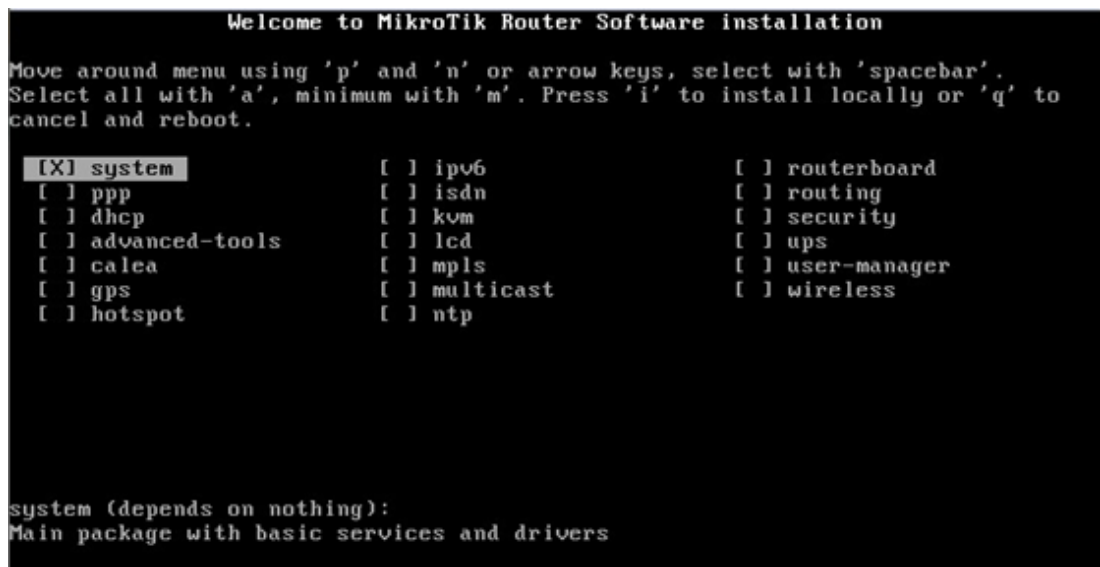 Welcome to MikroTik Router Software installation
Move around menu using 'p' and 'n' or arrow keys, select with 'spacebar'.
Select all with 'a', minimum with 'm'. Press 'i' to install locally or 'q' to
cancel and reboot.
[X] system [ ] ipv6 [ ] routerboard
[ ] ppp [ ] isdn [ ] routing
[ ] dhcp [ ] kvm [ ] security
[ ] advanced-tools [ ] lcd [ ] ups
[ ] calea [ ] mpls [ ] user-manager
[ ] gps [ ] multicast [ ] wireless
[ ] hotspot [ ] ntp
system (depends on nothing):
Main package with basic services and drivers